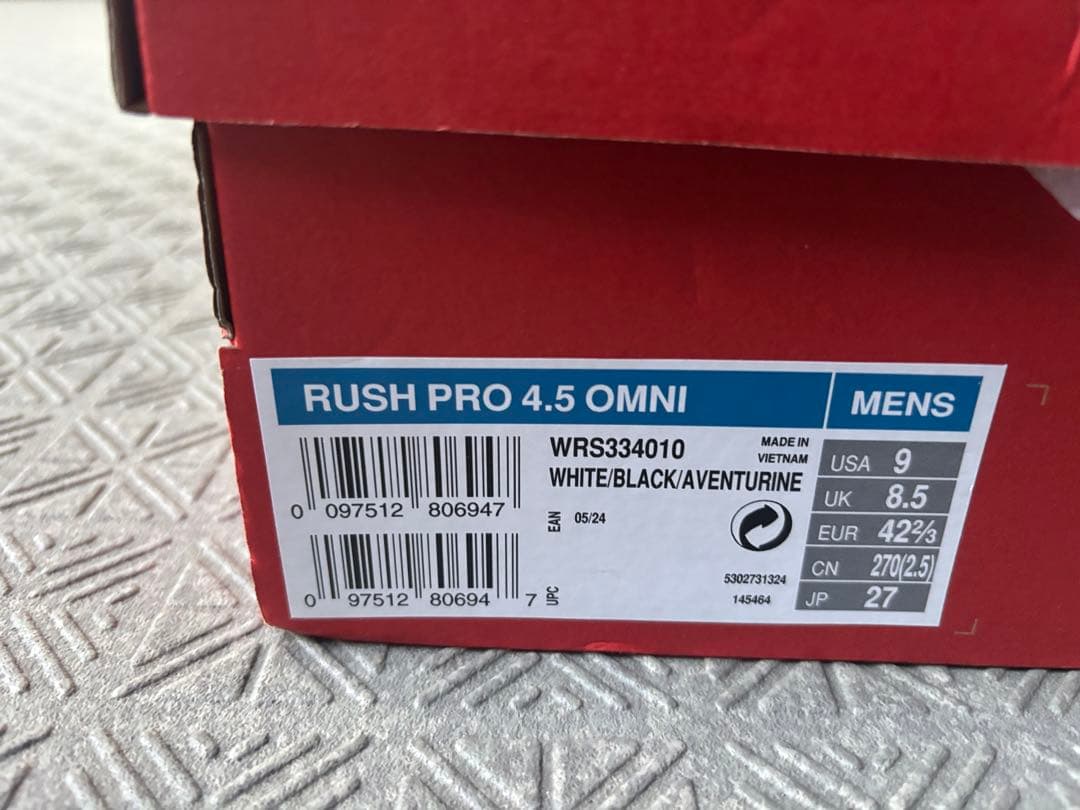 RUSH PRO 4.5 OMNI
MENS
WRS334010
WHITE/BLACK/AVENTURINE
MADE IN
VIETNAM
0 097512 806947
EAN 05/24
0 97512 80694 7 UPC
5302731324
145464
USA 9
UK 8.5
EUR 42⅔
CN 270(2.5)
JP 27